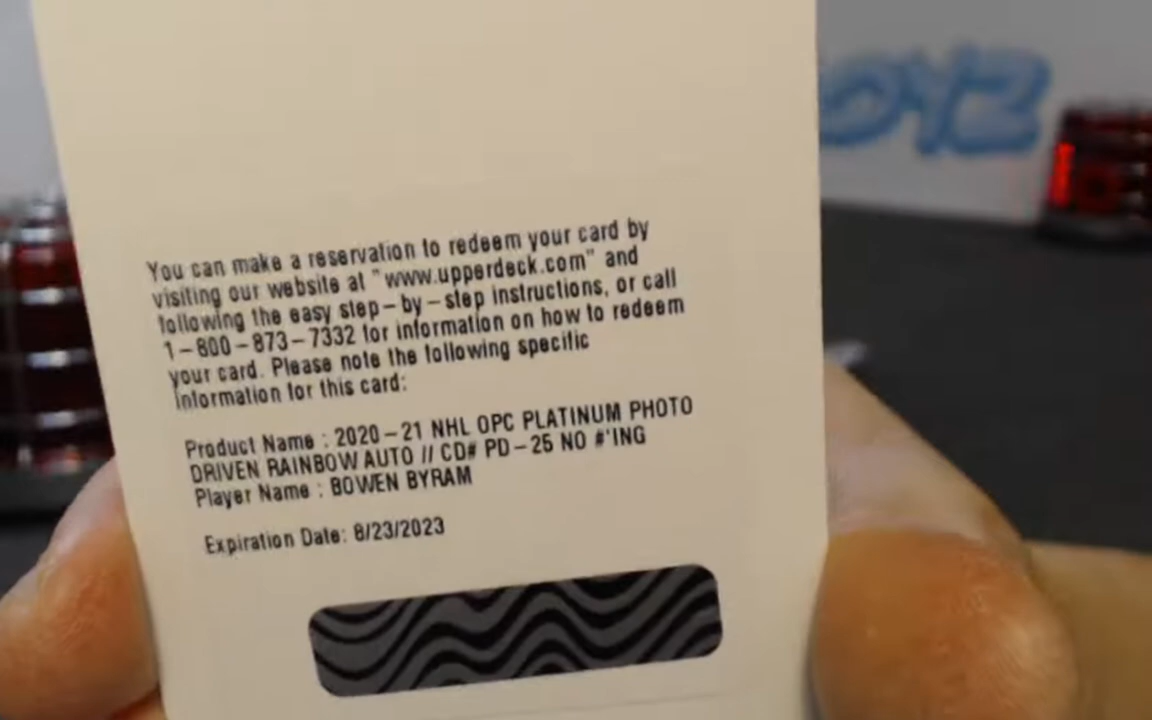 You can make a reservation to redeem your card by
visiting our website at "www.upperdeck.com" and
following the easy step-by-step instructions, or call
1-800-873-7332 for information on how to redeem
your card. Please note the following specific
information for this card:
Product Name : 2020-21 NHL OPC PLATINUM PHOTO
DRIVEN RAINBOW AUTO // CD# PD-25 NO #'ING
Player Name : BOWEN BYRAM
Expiration Date: 8/23/2023